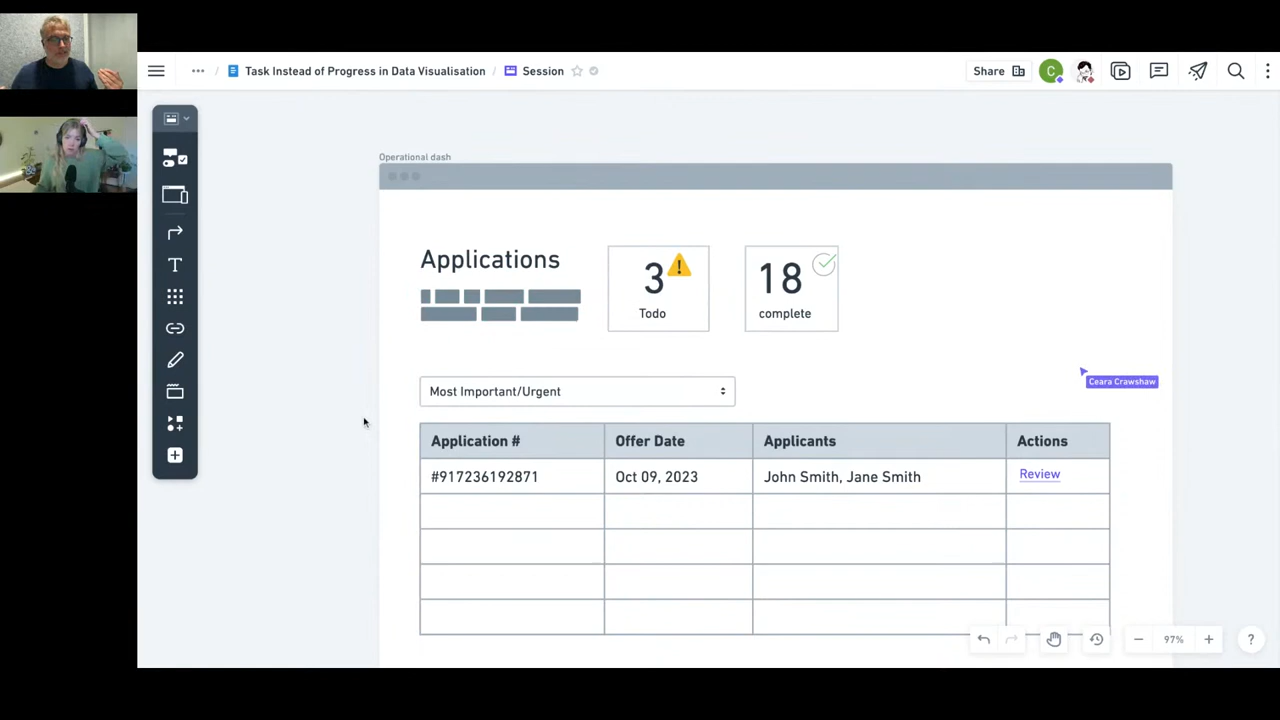 ... / Task Instead of Progress in Data Visualisation / Session
Share
C
Operational dash
Applications
3
Todo
18
complete
Most Important/Urgent
Ceara Crawshaw
Application # Offer Date Applicants Actions
#917236192871 Oct 09, 2023 John Smith, Jane Smith Review
T
97%
?